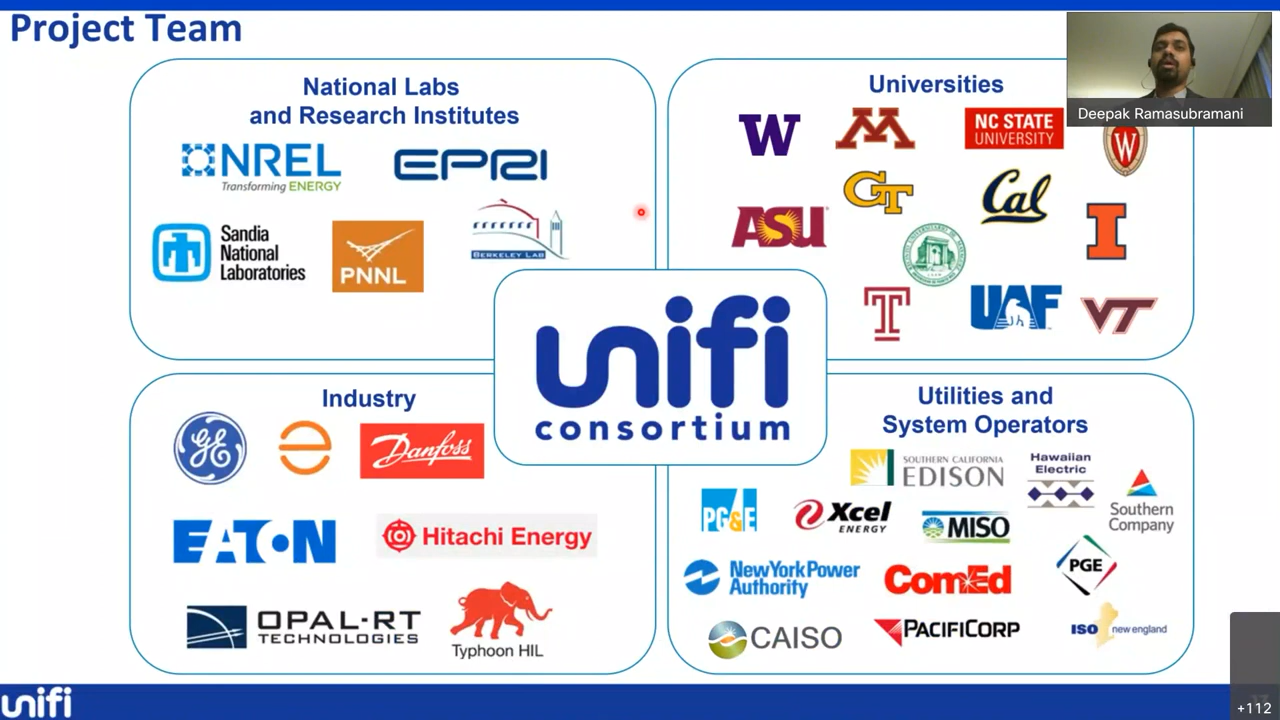 Project Team
Deepak Ramasubramani
National Labs
and Research Institutes
NREL
Transforming ENERGY
EPRI
Sandia
National
Laboratories
PNNL
BERKELEY LAB
Universities
W
M
NC STATE
UNIVERSITY
W
GT
Cal
ASU
I
T
UAF
VT
unifi
consortium
Industry
GE
Danfoss
EATON
Hitachi Energy
OPAL-RT
TECHNOLOGIES
Typhoon HIL
Utilities and
System Operators
SOUTHERN CALIFORNIA
EDISON
Hawaiian
Electric
Southern
Company
PG&E
Xcel
ENERGY
MISO
NewYorkPower
Authority
ComEd
PGE
CAISO
PACIFICORP
ISO new england
unifi
+112